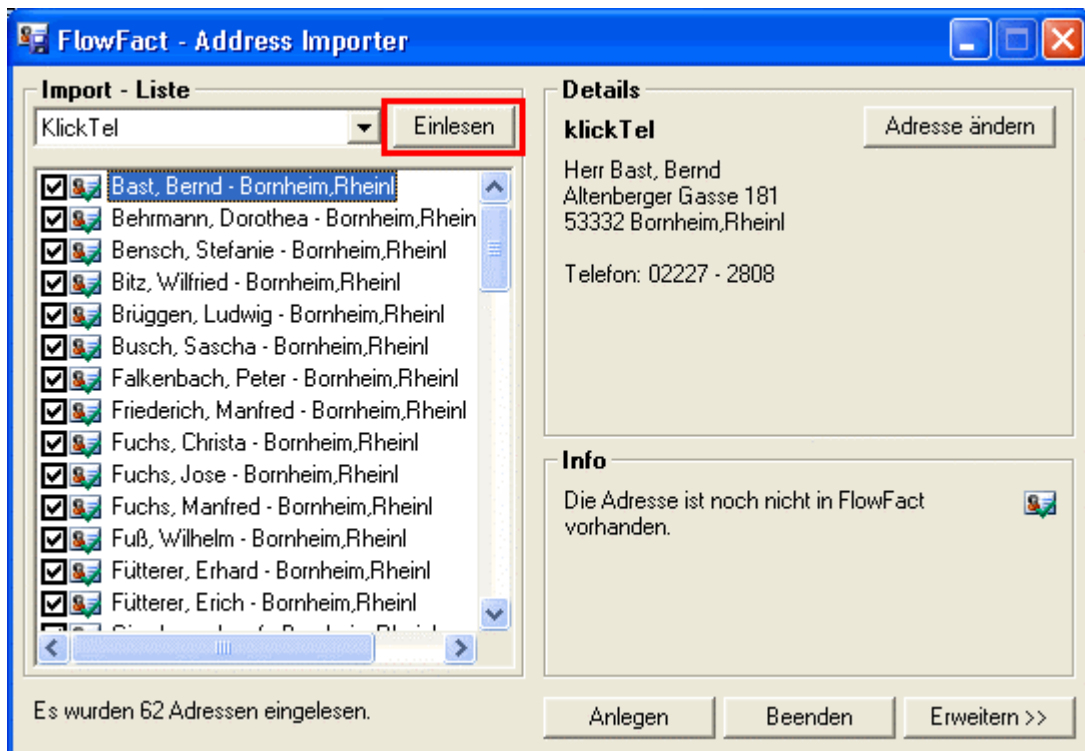 FlowFact - Address Importer
Import - Liste
KlickTel
Einlesen
Bast, Bernd - Bornheim,Rheinl
Behrmann, Dorothea - Bornheim,Rhein
Bensch, Stefanie - Bornheim,Rheinl
Bitz, Wilfried - Bornheim,Rheinl
Brüggen, Ludwig - Bornheim,Rheinl
Busch, Sascha - Bornheim,Rheinl
Falkenbach, Peter - Bornheim,Rheinl
Friederich, Manfred - Bornheim,Rheinl
Fuchs, Christa - Bornheim,Rheinl
Fuchs, Jose - Bornheim,Rheinl
Fuchs, Manfred - Bornheim,Rheinl
Fuß, Wilhelm - Bornheim,Rheinl
Fütterer, Erhard - Bornheim,Rheinl
Fütterer, Erich - Bornheim,Rheinl
Es wurden 62 Adressen eingelesen.
Details
klickTel
Adresse ändern
Herr Bast, Bernd
Altenberger Gasse 181
53332 Bornheim,Rheinl
Telefon: 02227 - 2808
Info
Die Adresse ist noch nicht in FlowFact
vorhanden.
Anlegen
Beenden
Erweitern >>